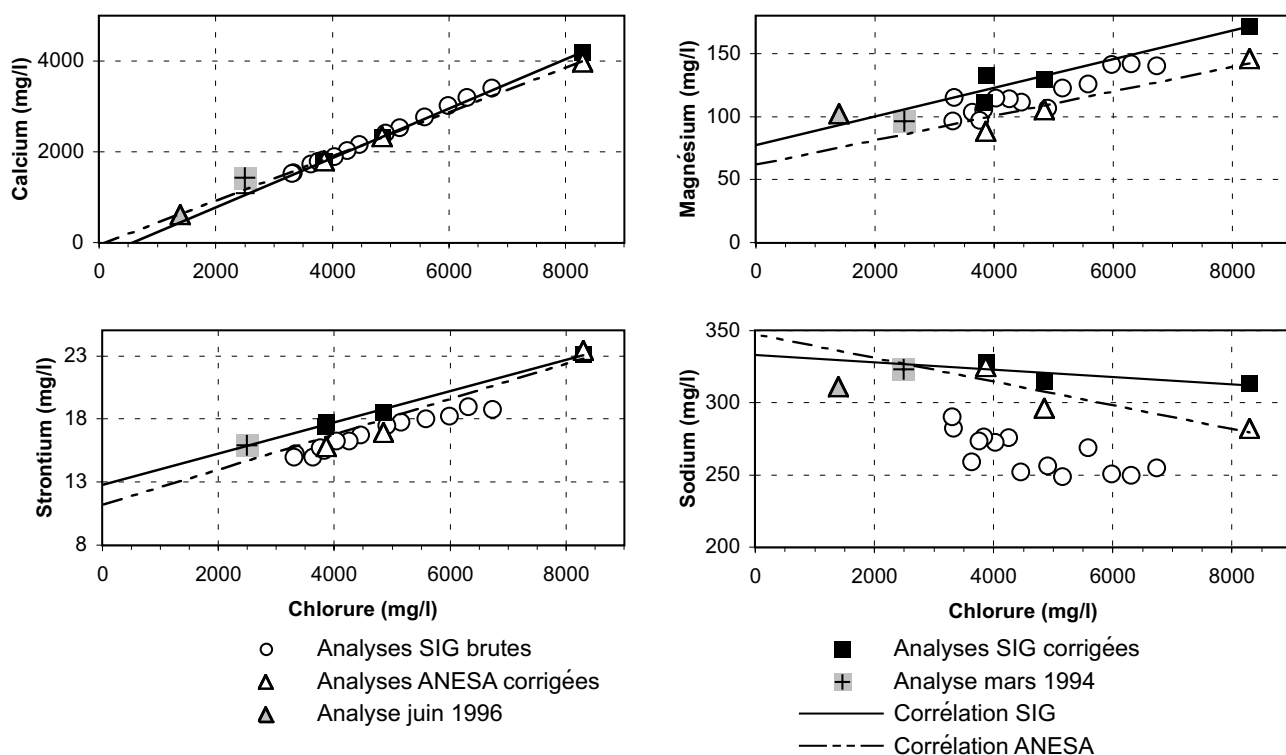 Calcium (mg/l)
4000
2000
0
0 2000 4000 6000 8000
Magnésium (mg/l)
150
100
50
0
0 2000 4000 6000 8000
Strontium (mg/l)
23
18
13
8
0 2000 4000 6000 8000
Chlorure (mg/l)
Sodium (mg/l)
350
300
250
200
0 2000 4000 6000 8000
Chlorure (mg/l)
Analyses SIG brutes
Analyses ANESA corrigées
Analyse juin 1996
Analyses SIG corrigées
Analyse mars 1994
Corrélation SIG
Corrélation ANESA